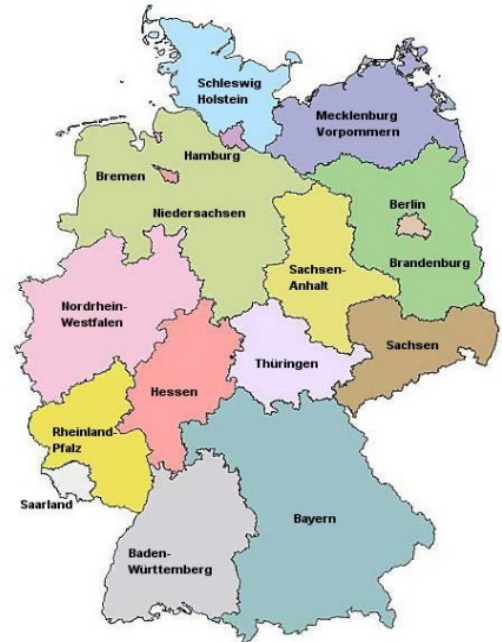 Schleswig
Holstein
Mecklenburg
Vorpommern
Hamburg
Bremen
Niedersachsen
Berlin
Brandenburg
Sachsen-
Anhalt
Nordrhein-
Westfalen
Sachsen
Thüringen
Hessen
Rheinland-
Pfalz
Saarland
Bayern
Baden-
Württemberg